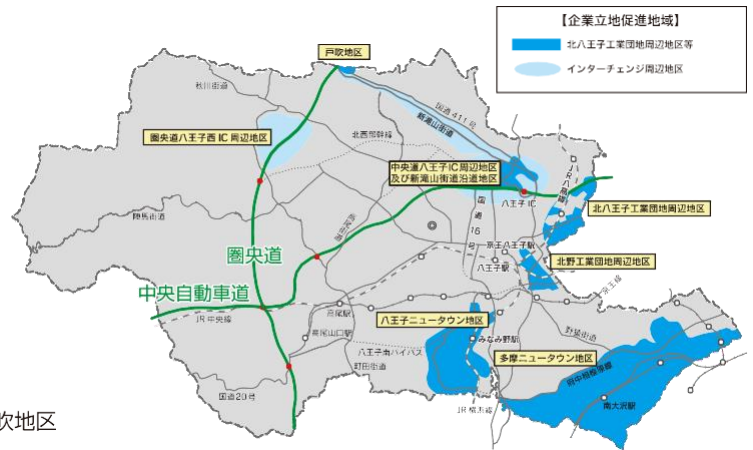 【企業立地促進地域】
北八王子工業団地周辺地区等
インターチェンジ周辺地区
戸吹地区
秋川街道
国道411号
新滝山街道
北西部幹線
圏央道八王子西IC周辺地区
中央道八王子IC周辺地区
及び新滝山街道沿道地区
JR八高線
八王子IC
北八王子工業団地周辺地区
陣馬街道
高尾街道
国道16号
京王八王子駅
八王子駅
北野工業団地周辺地区
圏央道
中央自動車道
京王線
JR中央線
高尾駅
八王子ニュータウン地区
野猿街道
高尾山口駅
みなみ野駅
八王子南バイパス
多摩ニュータウン地区
町田街道
府中相模原線
国道20号
南大沢駅
JR横浜線
吹地区